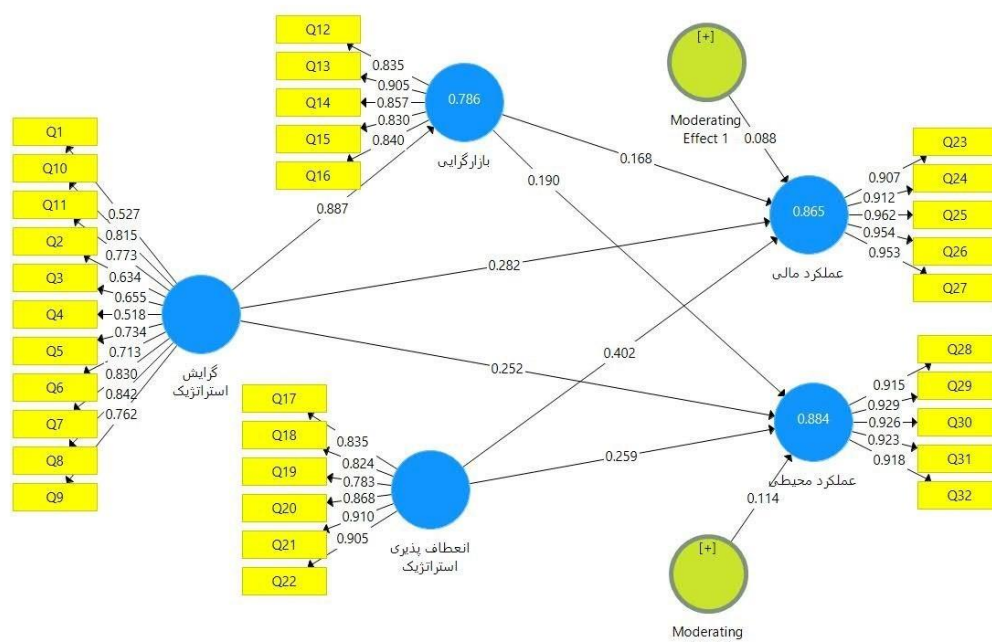 Q12
Q13
Q14
Q15
Q16
0.835
0.905
0.857
0.830
0.840
0.786
بازارگرایی
[+]
Moderating
Effect 1
0.088
Q1
Q10
Q11
Q2
Q3
Q4
Q5
Q6
Q7
Q8
Q9
0.527
0.815
0.773
0.634
0.655
0.518
0.734
0.713
0.830
0.842
0.762
گرایش
استراتژیک
0.887
0.168
0.190
0.282
0.402
0.252
0.259
0.865
عملکرد مالی
0.907
0.912
0.962
0.954
0.953
Q23
Q24
Q25
Q26
Q27
Q17
Q18
Q19
Q20
Q21
Q22
0.835
0.824
0.783
0.868
0.910
0.905
انعطاف پذیری
استراتژیک
0.884
عملکرد محیطی
0.915
0.929
0.926
0.923
0.918
Q28
Q29
Q30
Q31
Q32
0.114
[+]
Moderating